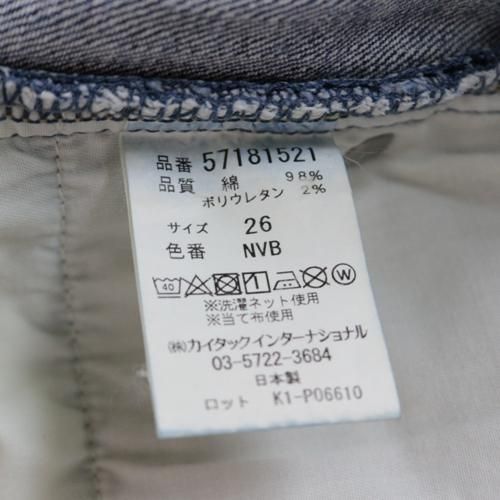 品番 57181521
品質 綿 98%
ポリウレタン 2%
サイズ 26
色番 NVB
40 1 W
※洗濯ネット使用
※当て布使用
㈱カイタックインターナショナル
03-5722-3684
日本製
ロット K1-P06610